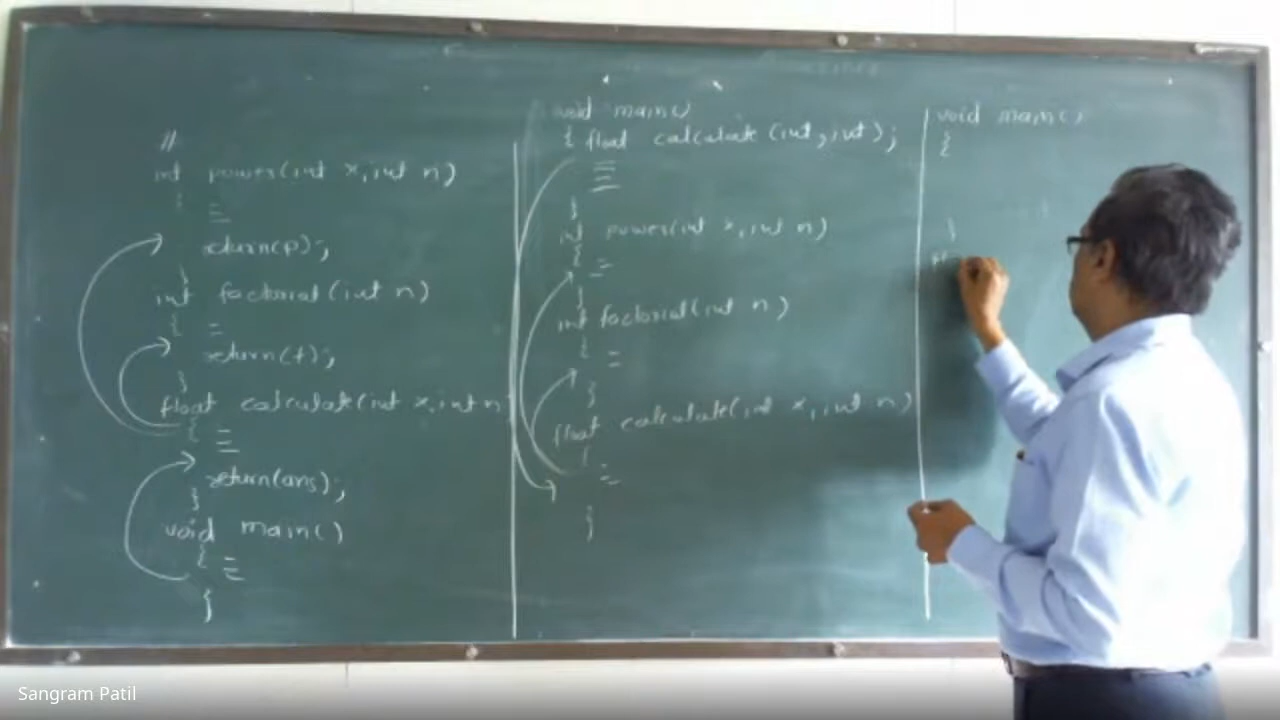 //
int power(int x, int n)
{
return(p);
}
int factorial(int n)
{
return(f);
}
float calculate(int x, int n)
{
return(ans);
}
void main()
{
}
void main()
{ float calculate(int, int);
}
int power(int x, int n)
{
}
int factorial(int n)
{
}
float calculate(int x, int n)
{
}
void main()
{
}
Sangram Patil